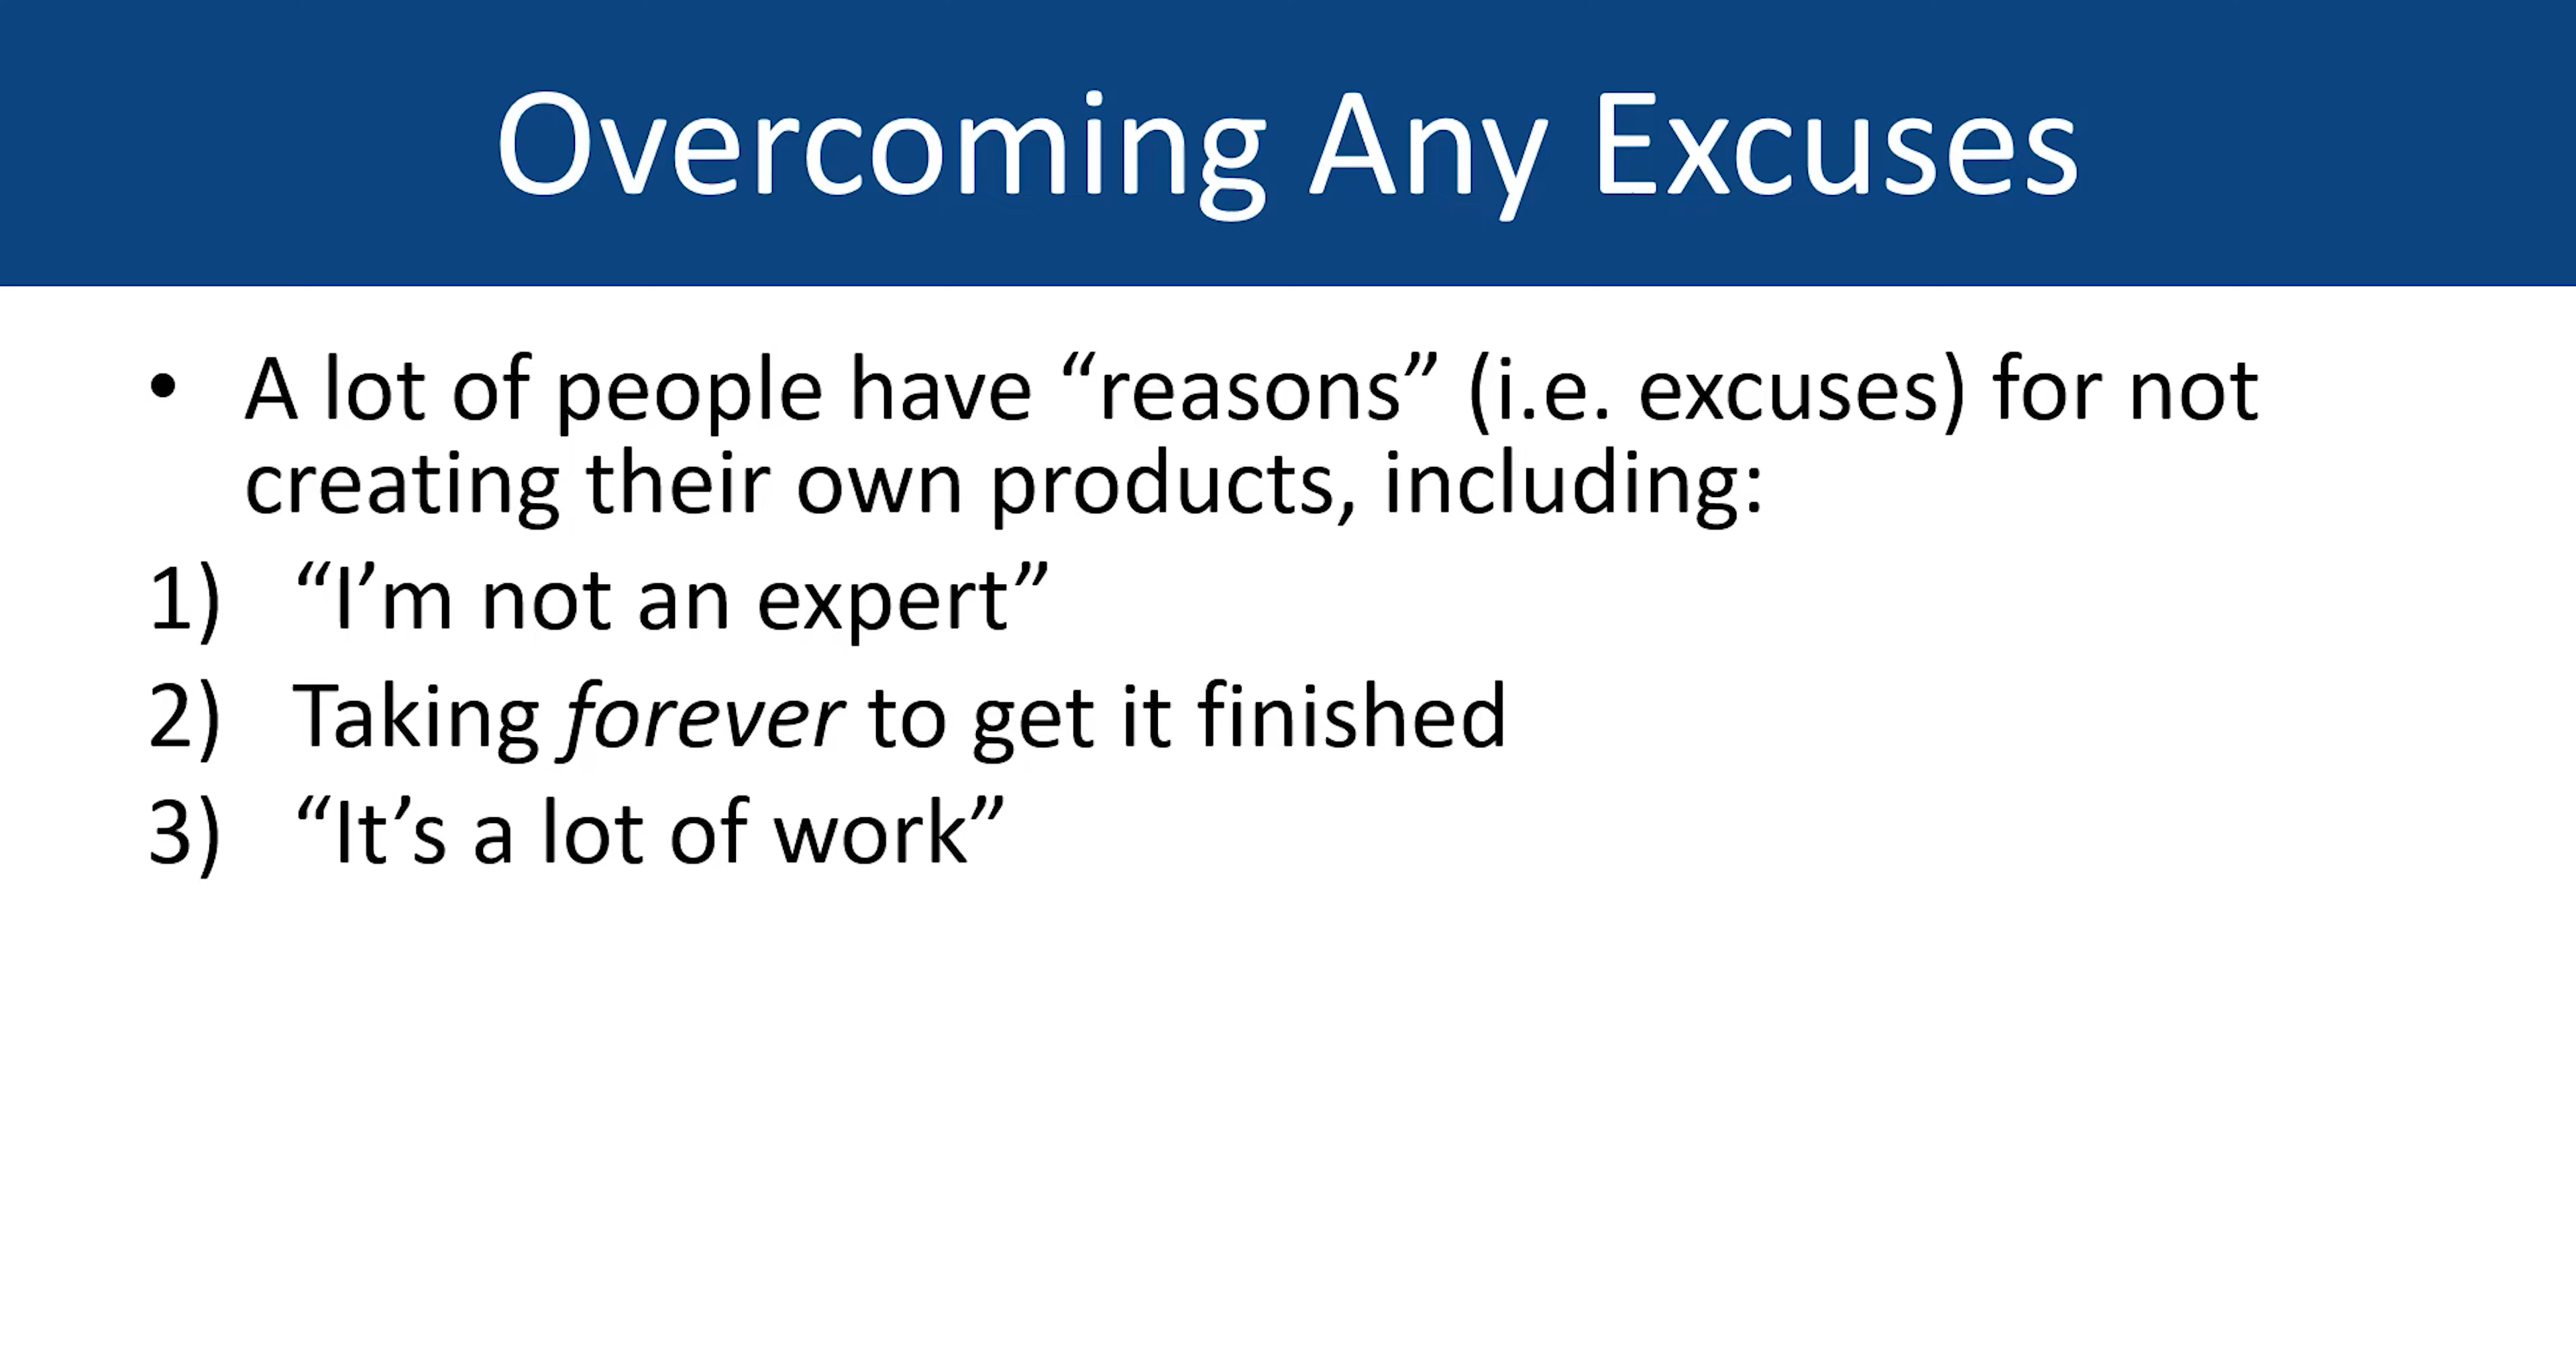 Overcoming Any Excuses
• A lot of people have “reasons” (i.e. excuses) for not
creating their own products, including:
1) “I’m not an expert”
2) Taking forever to get it finished
3) “It’s a lot of work”